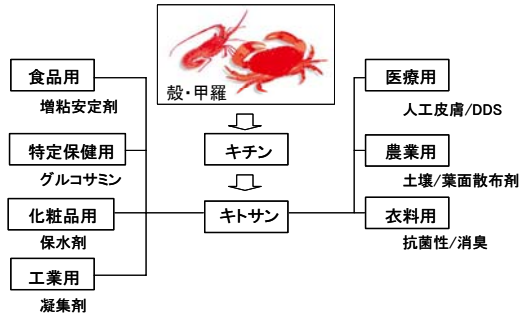 殻・甲羅
キチン
キトサン
食品用
増粘安定剤
特定保健用
グルコサミン
化粧品用
保水剤
工業用
凝集剤
医療用
人工皮膚/DDS
農業用
土壌/葉面散布剤
衣料用
抗菌性/消臭